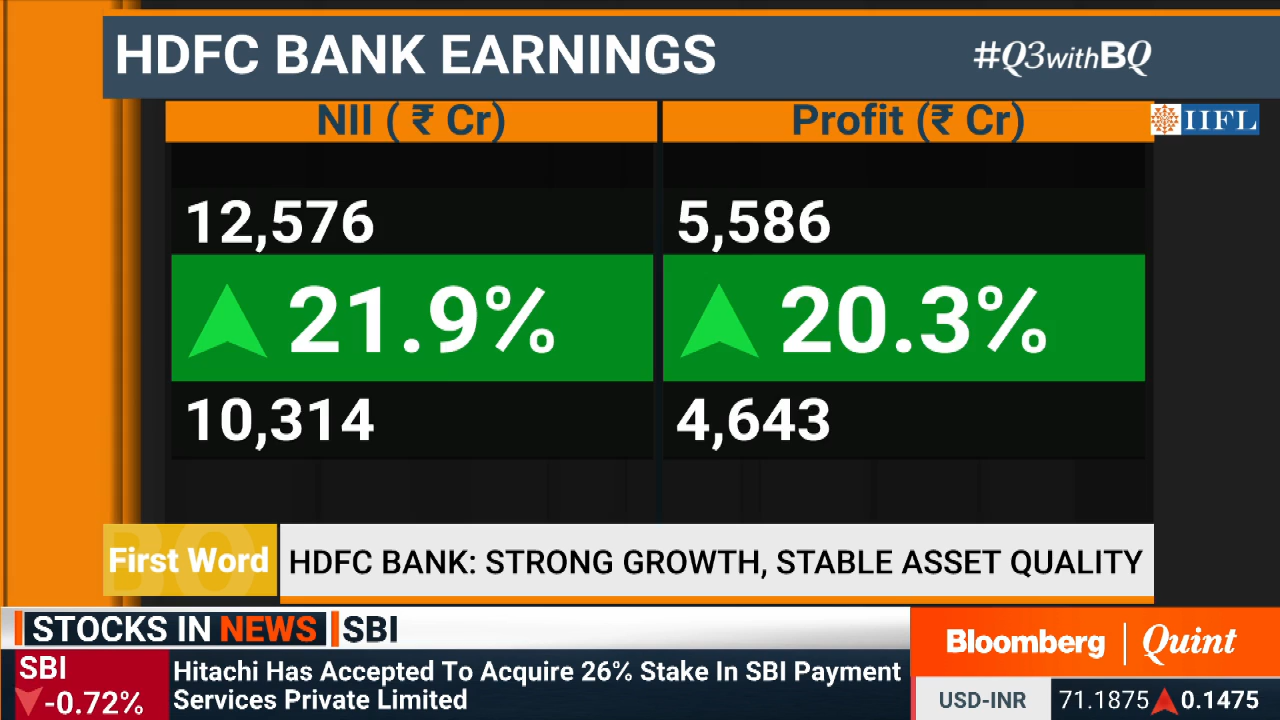 HDFC BANK EARNINGS
#Q3withBQ
NII ( ₹ Cr)
Profit (₹ Cr)
IIFL
12,576
5,586
21.9%
20.3%
10,314
4,643
First Word
HDFC BANK: STRONG GROWTH, STABLE ASSET QUALITY
STOCKS IN NEWS SBI
SBI
-0.72%
Hitachi Has Accepted To Acquire 26% Stake In SBI Payment
Services Private Limited
Bloomberg | Quint
USD-INR 71.1875 0.1475